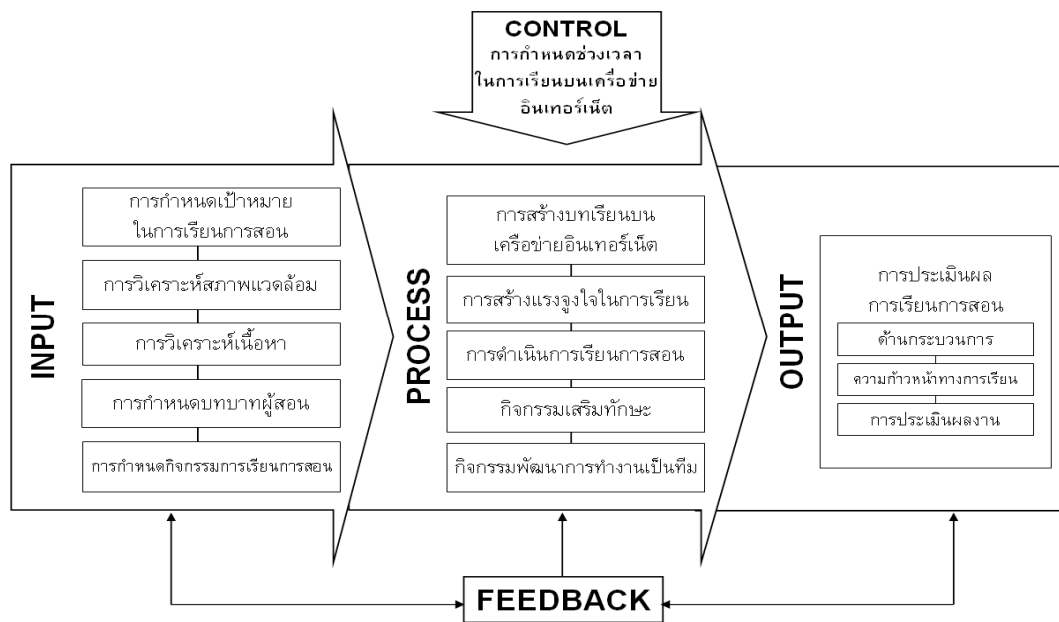 CONTROL
การกำหนดช่วงเวลา
ในการเรียนบนเครื่อข่าย
อินเทอร์เน็ต
INPUT
การกำหนดเป้าหมาย
ในการเรียนการสอน
การวิเคราะห์สภาพแวดล้อม
การวิเคราะห์เนื้อหา
การกำหนดบทบาทผู้สอน
การกำหนดกิจกรรมการเรียนการสอน
PROCESS
การสร้างบทเรียนบน
เครือข่ายอินเทอร์เน็ต
การสร้างแรงจูงใจในการเรียน
การดำเนินการเรียนการสอน
กิจกรรมเสริมทักษะ
กิจกรรมพัฒนาการทำงานเป็นทีม
OUTPUT
การประเมินผล
การเรียนการสอน
ด้านกระบวนการ
ความก้าวหน้าทางการเรียน
การประเมินผลงาน
FEEDBACK